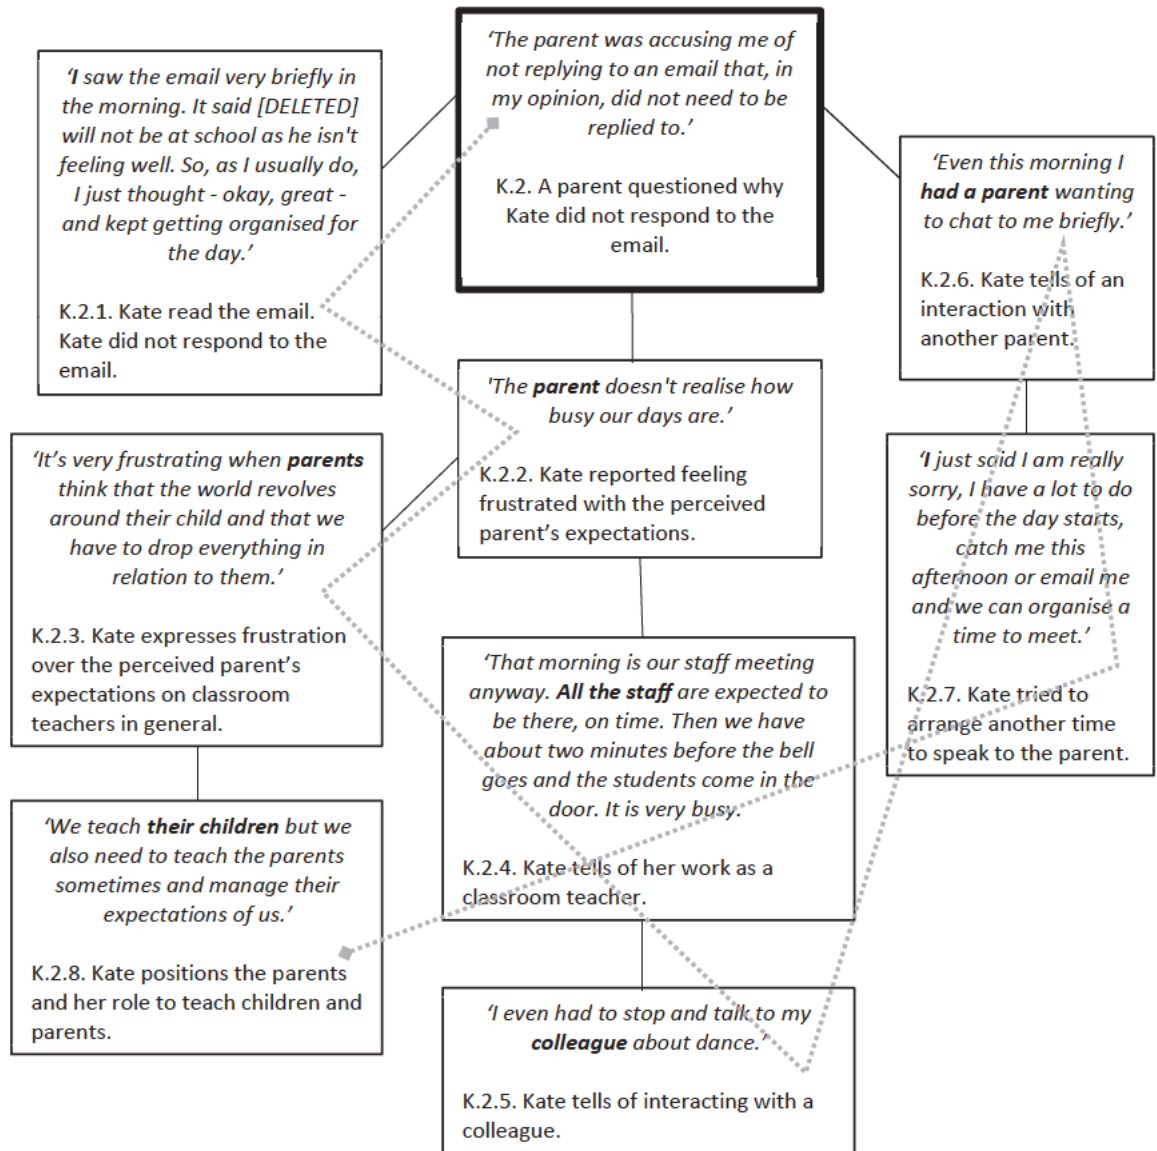 ‘The parent was accusing me of
not replying to an email that, in
my opinion, did not need to be
replied to.’
K.2. A parent questioned why
Kate did not respond to the
email.
‘I saw the email very briefly in
the morning. It said [DELETED]
will not be at school as he isn't
feeling well. So, as I usually do,
I just thought - okay, great -
and kept getting organised for
the day.’
K.2.1. Kate read the email.
Kate did not respond to the
email.
'The parent doesn't realise how
busy our days are.’
K.2.2. Kate reported feeling
frustrated with the perceived
parent’s expectations.
‘It’s very frustrating when parents
think that the world revolves
around their child and that we
have to drop everything in
relation to them.’
K.2.3. Kate expresses frustration
over the perceived parent’s
expectations on classroom
teachers in general.
‘That morning is our staff meeting
anyway. All the staff are expected to
be there, on time. Then we have
about two minutes before the bell
goes and the students come in the
door. It is very busy.
K.2.4. Kate tells of her work as a
classroom teacher.
‘I even had to stop and talk to my
colleague about dance.’
K.2.5. Kate tells of interacting with a
colleague.
‘Even this morning I
had a parent wanting
to chat to me briefly.’
K.2.6. Kate tells of an
interaction with
another parent.
‘I just said I am really
sorry, I have a lot to do
before the day starts,
catch me this
afternoon or email me
and we can organise a
time to meet.’
K.2.7. Kate tried to
arrange another time
to speak to the parent.
‘We teach their children but we
also need to teach the parents
sometimes and manage their
expectations of us.’
K.2.8. Kate positions the parents
and her role to teach children and
parents.